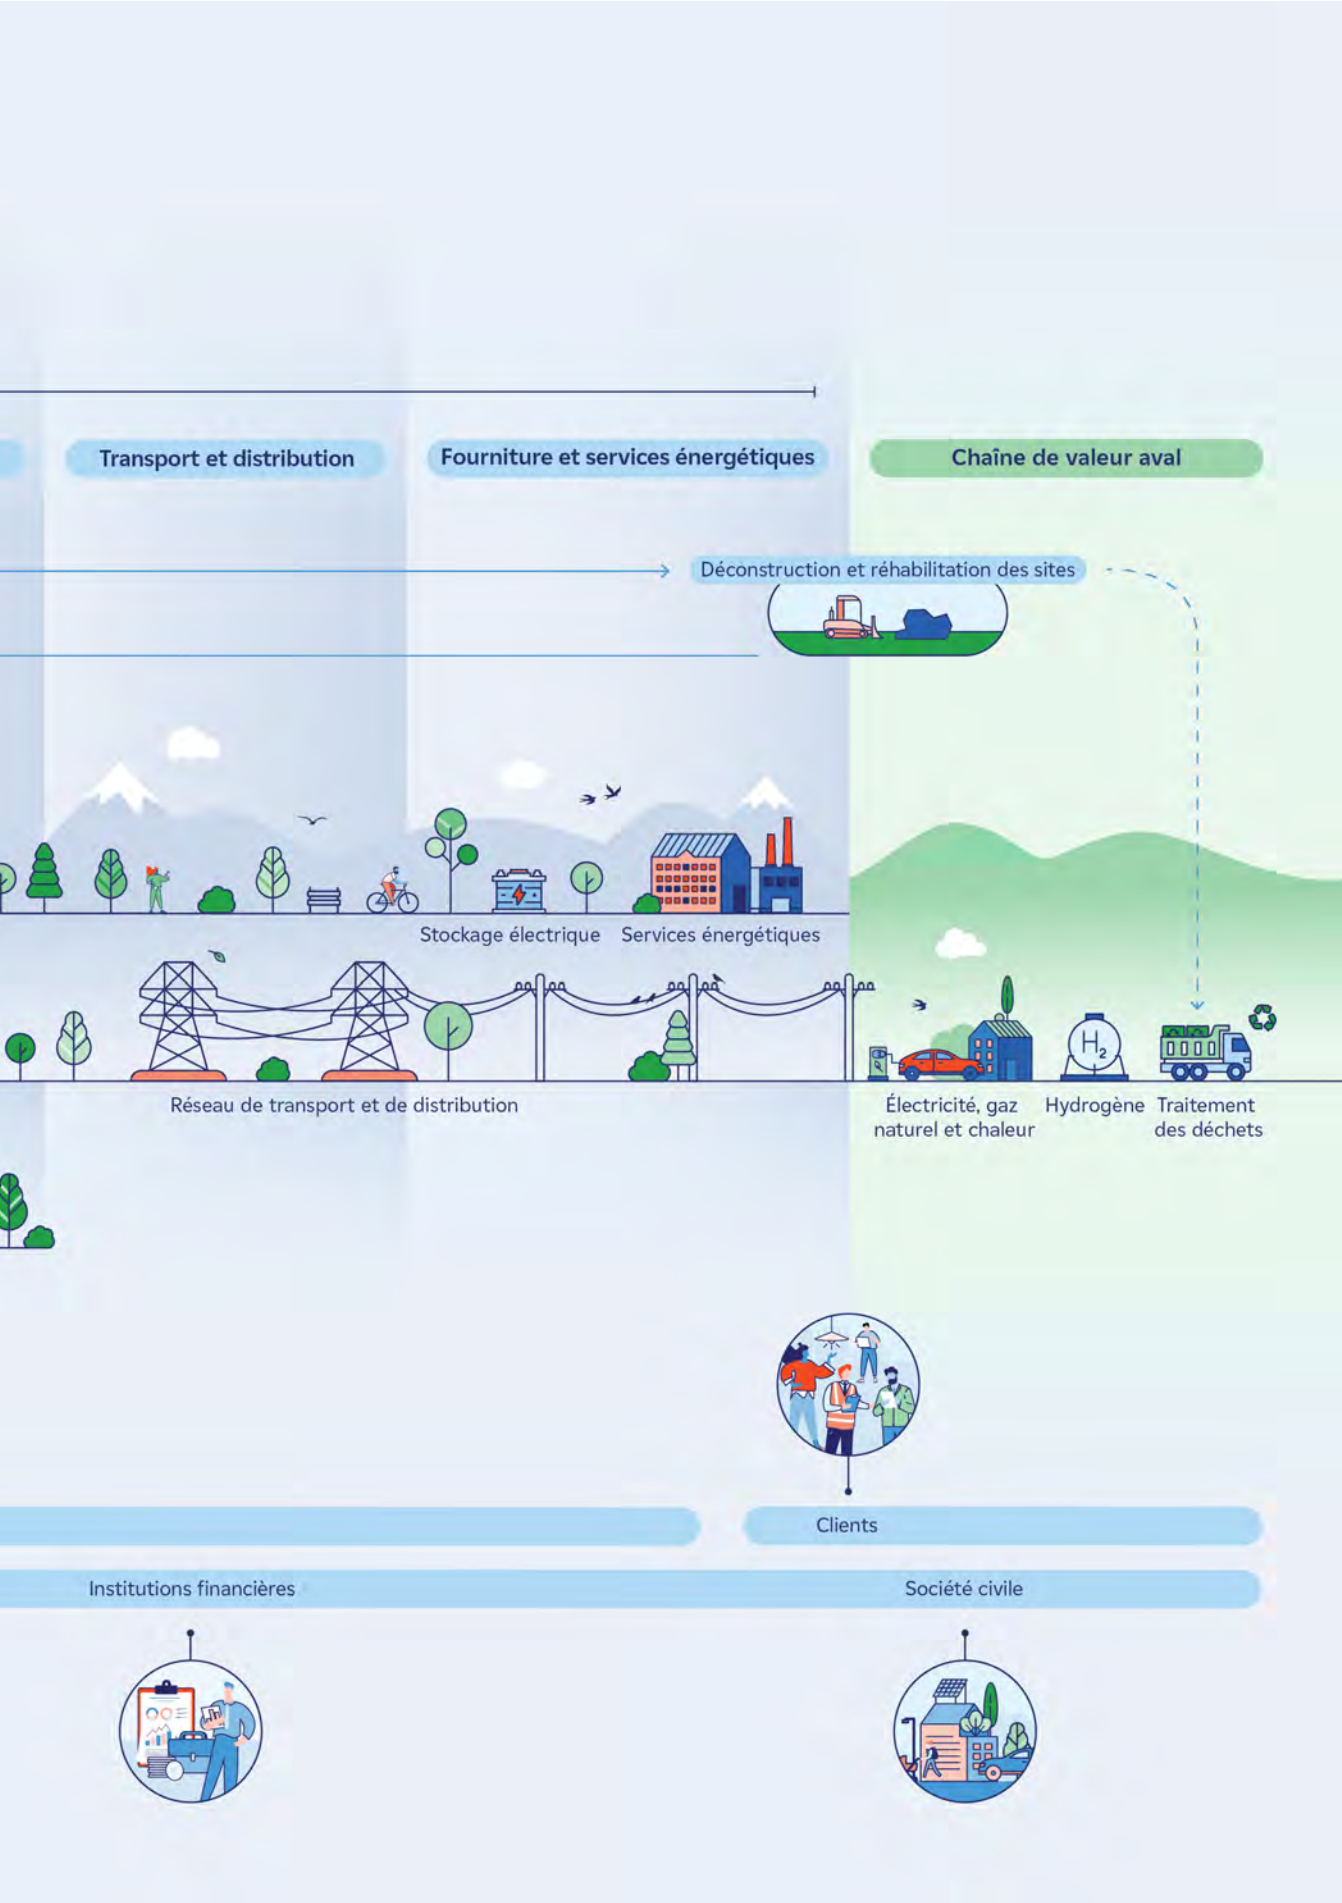 Transport et distribution
Fourniture et services énergétiques
Chaîne de valeur aval
Déconstruction et réhabilitation des sites
Stockage électrique
Services énergétiques
Réseau de transport et de distribution
Électricité, gaz
naturel et chaleur
H2
Hydrogène
Traitement
des déchets
Clients
Institutions financières
Société civile